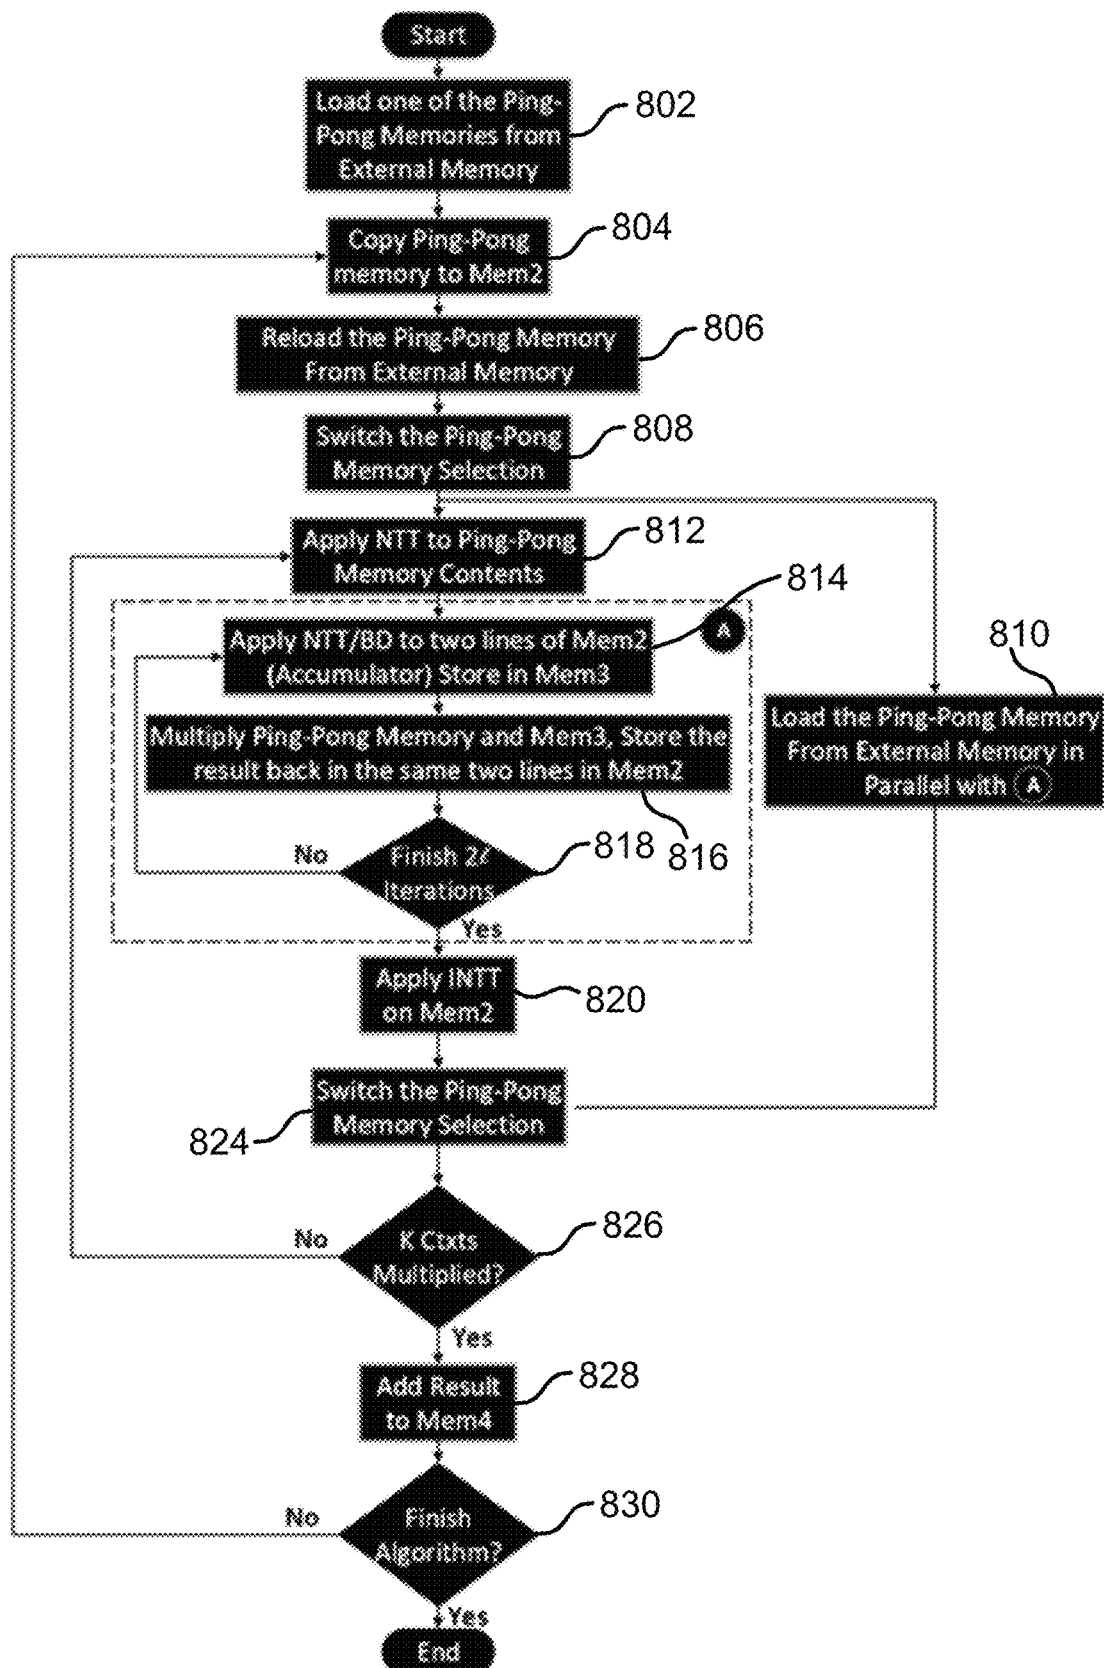 Start
Load one of the Ping-
Pong Memories from
External Memory
802
Copy Ping-Pong
memory to Mem2
804
Reload the Ping-Pong Memory
From External Memory
806
Switch the Ping-Pong
Memory Selection
808
Apply NTT to Ping-Pong
Memory Contents
812
814
A
Apply NTT/BD to two lines of Mem2
(Accumulator) Store in Mem3
810
Load the Ping-Pong Memory
From External Memory in
Parallel with A
Multiply Ping-Pong Memory and Mem3, Store the
result back in the same two lines in Mem2
816
No
Finish 2ℓ
Iterations
818
Yes
Apply INTT
on Mem2
820
Switch the Ping-Pong
Memory Selection
824
No
K Ctxts
Multiplied?
826
Yes
Add Result
to Mem4
828
No
Finish
Algorithm?
830
Yes
End